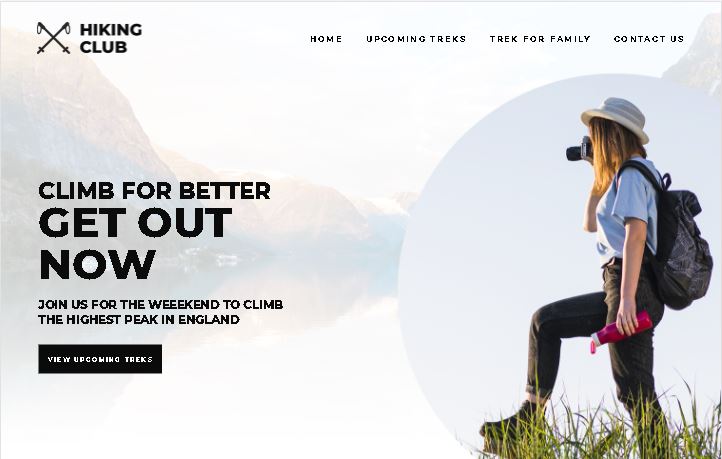 HIKING
CLUB
HOME UPCOMING TREKS TREK FOR FAMILY CONTACT US
CLIMB FOR BETTER
GET OUT
NOW
JOIN US FOR THE WEEEKEND TO CLIMB
THE HIGHEST PEAK IN ENGLAND
VIEW UPCOMING TREKS